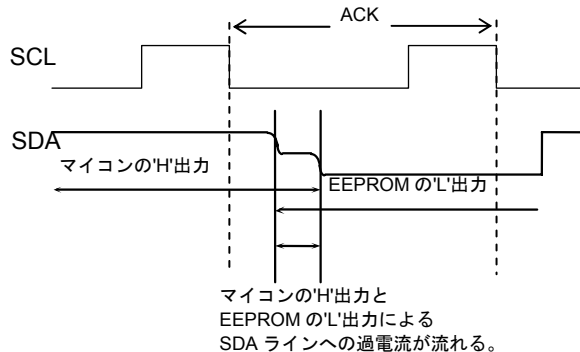 ACK
SCL
SDA
マイコンの'H'出力
EEPROM の'L'出力
マイコンの'H'出力と
EEPROM の'L'出力による
SDA ラインへの過電流が流れる。